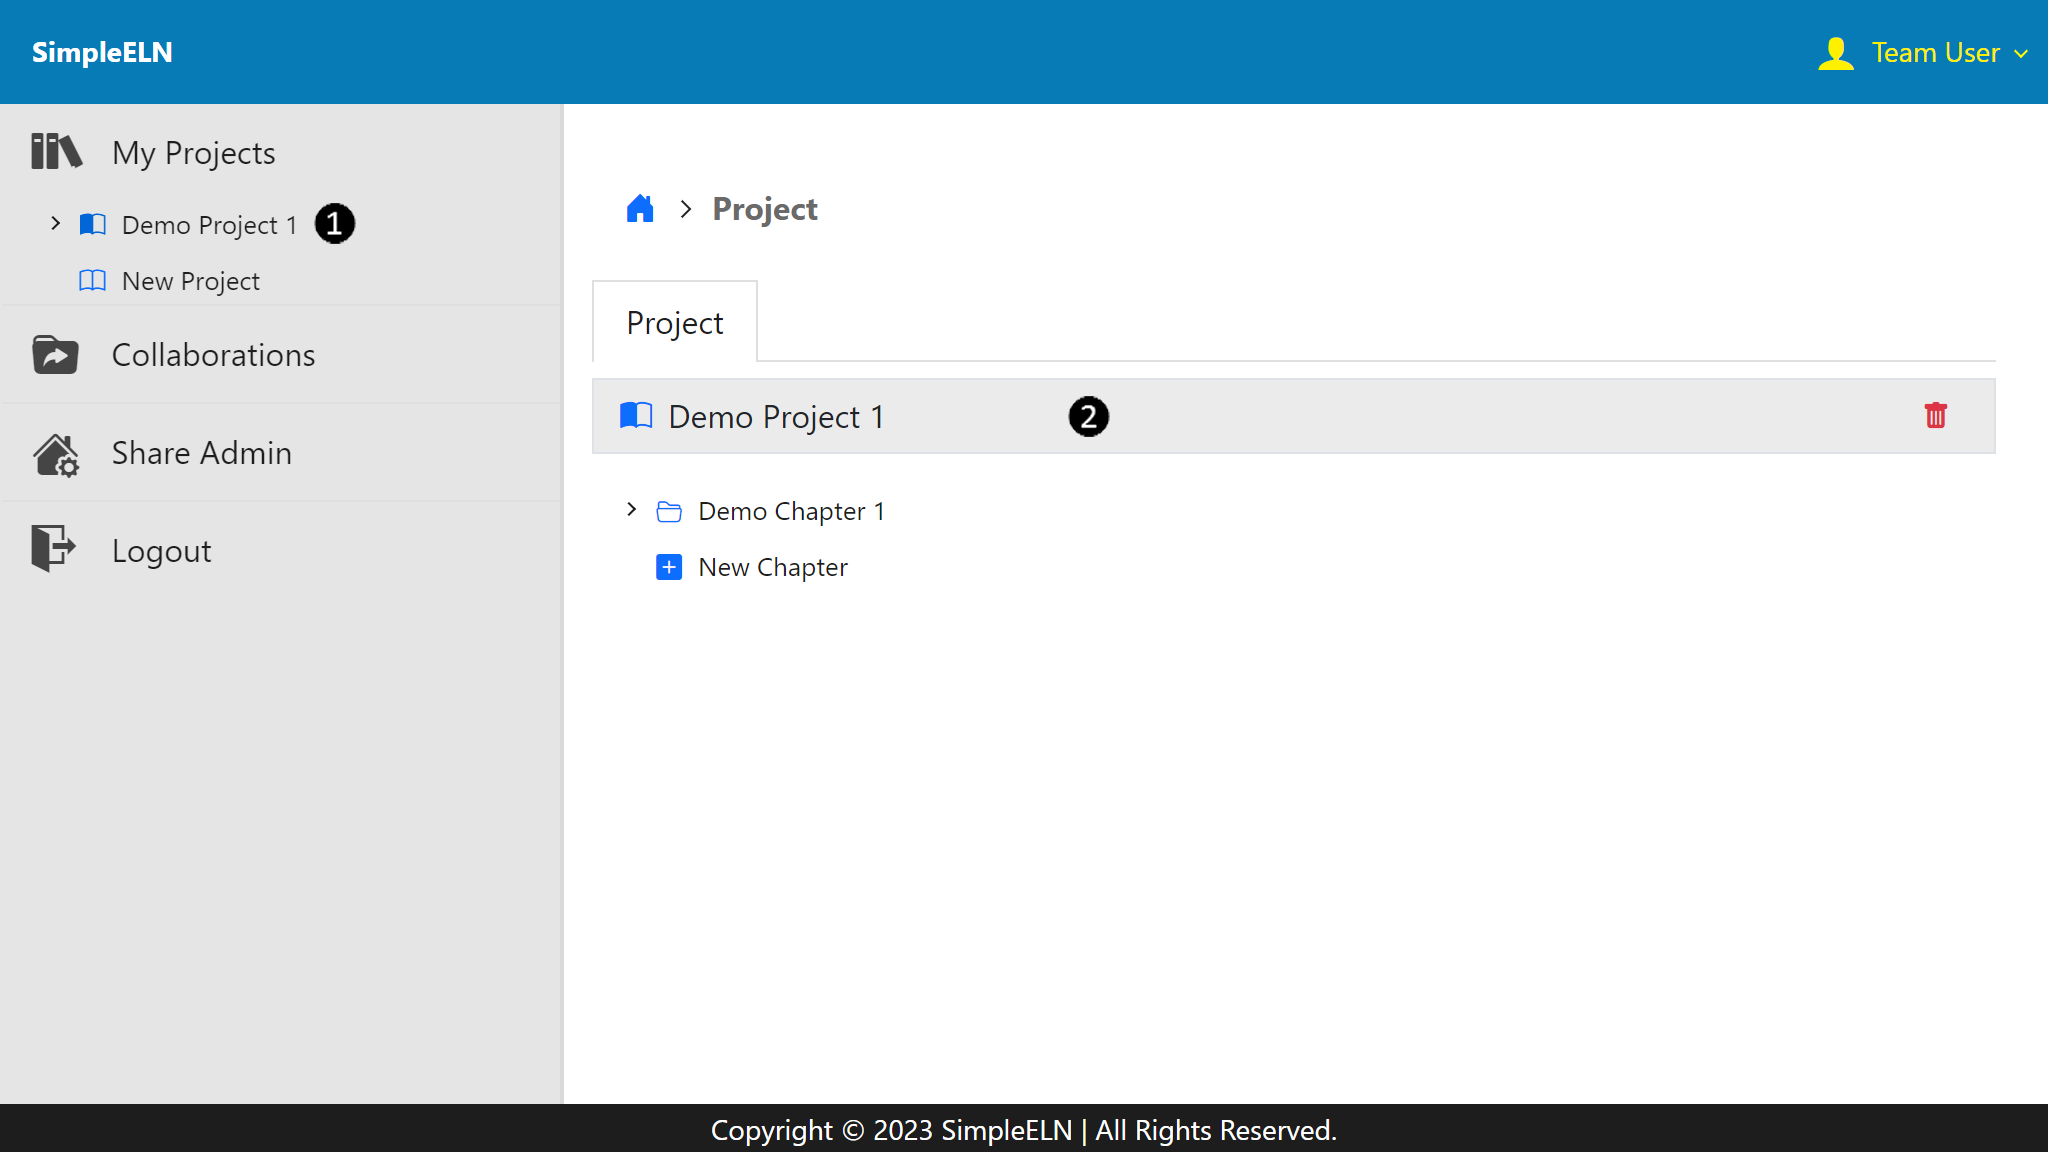 SimpleELN
Team User
My Projects
Demo Project 1 1
New Project
Collaborations
Share Admin
Logout
Project
Project
Demo Project 1 2
Demo Chapter 1
New Chapter
Copyright © 2023 SimpleELN | All Rights Reserved.